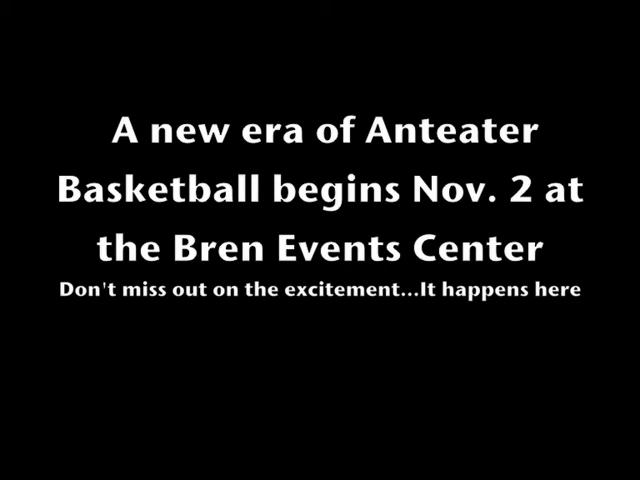 A new era of Anteater
Basketball begins Nov. 2 at
the Bren Events Center
Don't miss out on the excitement...It happens here